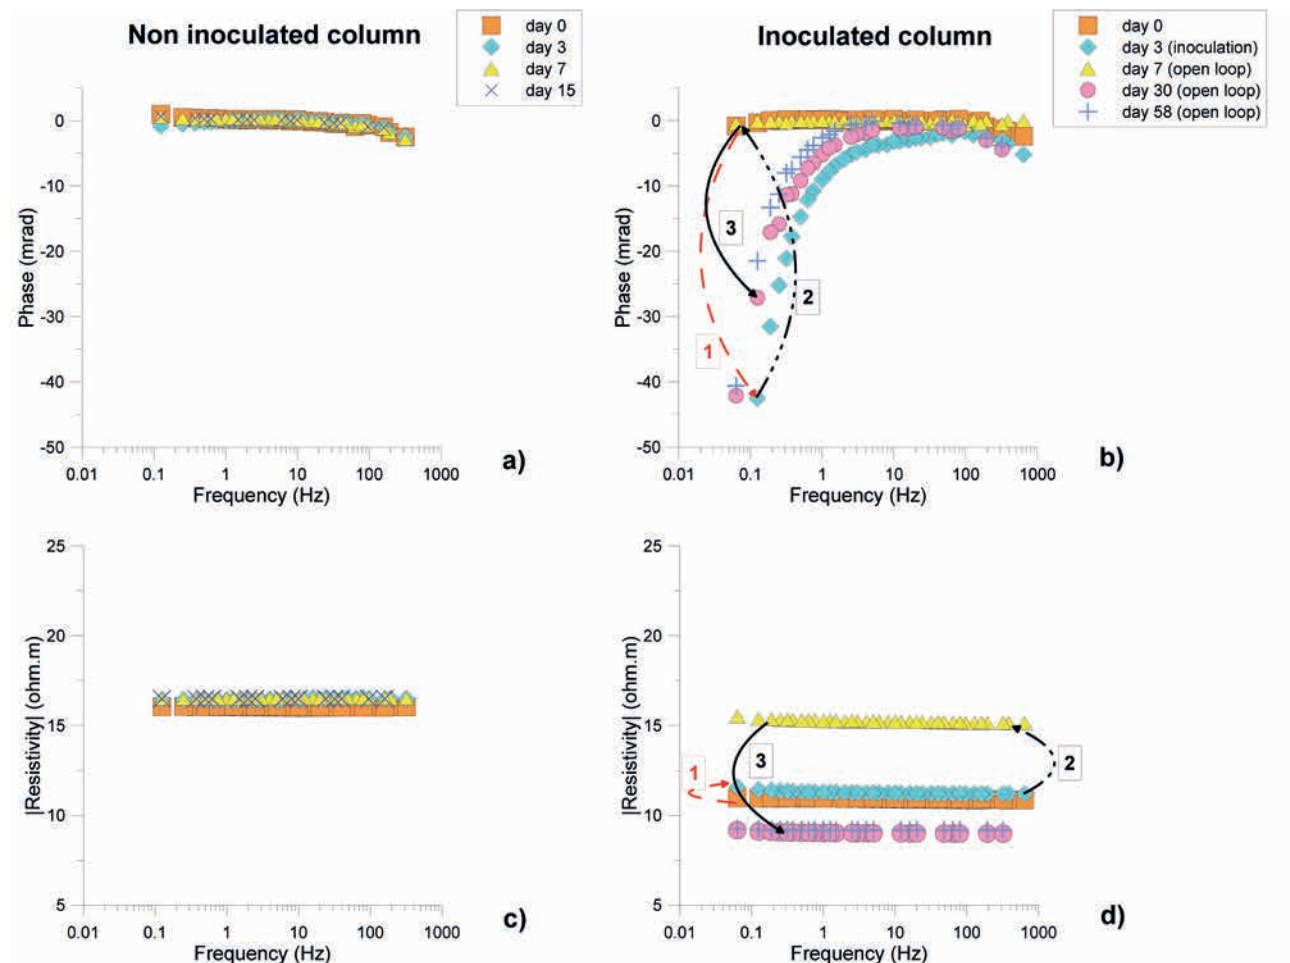 Non inoculated column
day 0
day 3
day 7
day 15
Inoculated column
day 0
day 3 (inoculation)
day 7 (open loop)
day 30 (open loop)
day 58 (open loop)
Phase (mrad)
0
-10
-20
-30
-40
-50
0.01
0.1
1
10
100
1000
Frequency (Hz)
a)
Phase (mrad)
0
-10
-20
-30
-40
-50
3
2
1
0.01
0.1
1
10
100
1000
Frequency (Hz)
b)
|Resistivity| (ohm.m)
25
20
15
10
5
0.01
0.1
1
10
100
1000
Frequency (Hz)
c)
|Resistivity| (ohm.m)
25
20
15
10
5
1
3
2
0.01
0.1
1
10
100
1000
Frequency (Hz)
d)